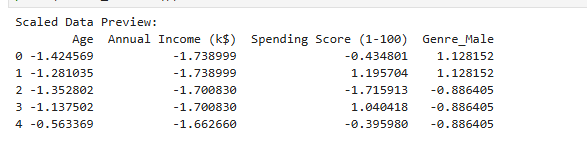 Scaled Data Preview:
Age Annual Income (k$) Spending Score (1-100) Genre_Male
0 -1.424569 -1.738999 -0.434801 1.128152
1 -1.281035 -1.738999 1.195704 1.128152
2 -1.352802 -1.700830 -1.715913 -0.886405
3 -1.137502 -1.700830 1.040418 -0.886405
4 -0.563369 -1.662660 -0.395980 -0.886405